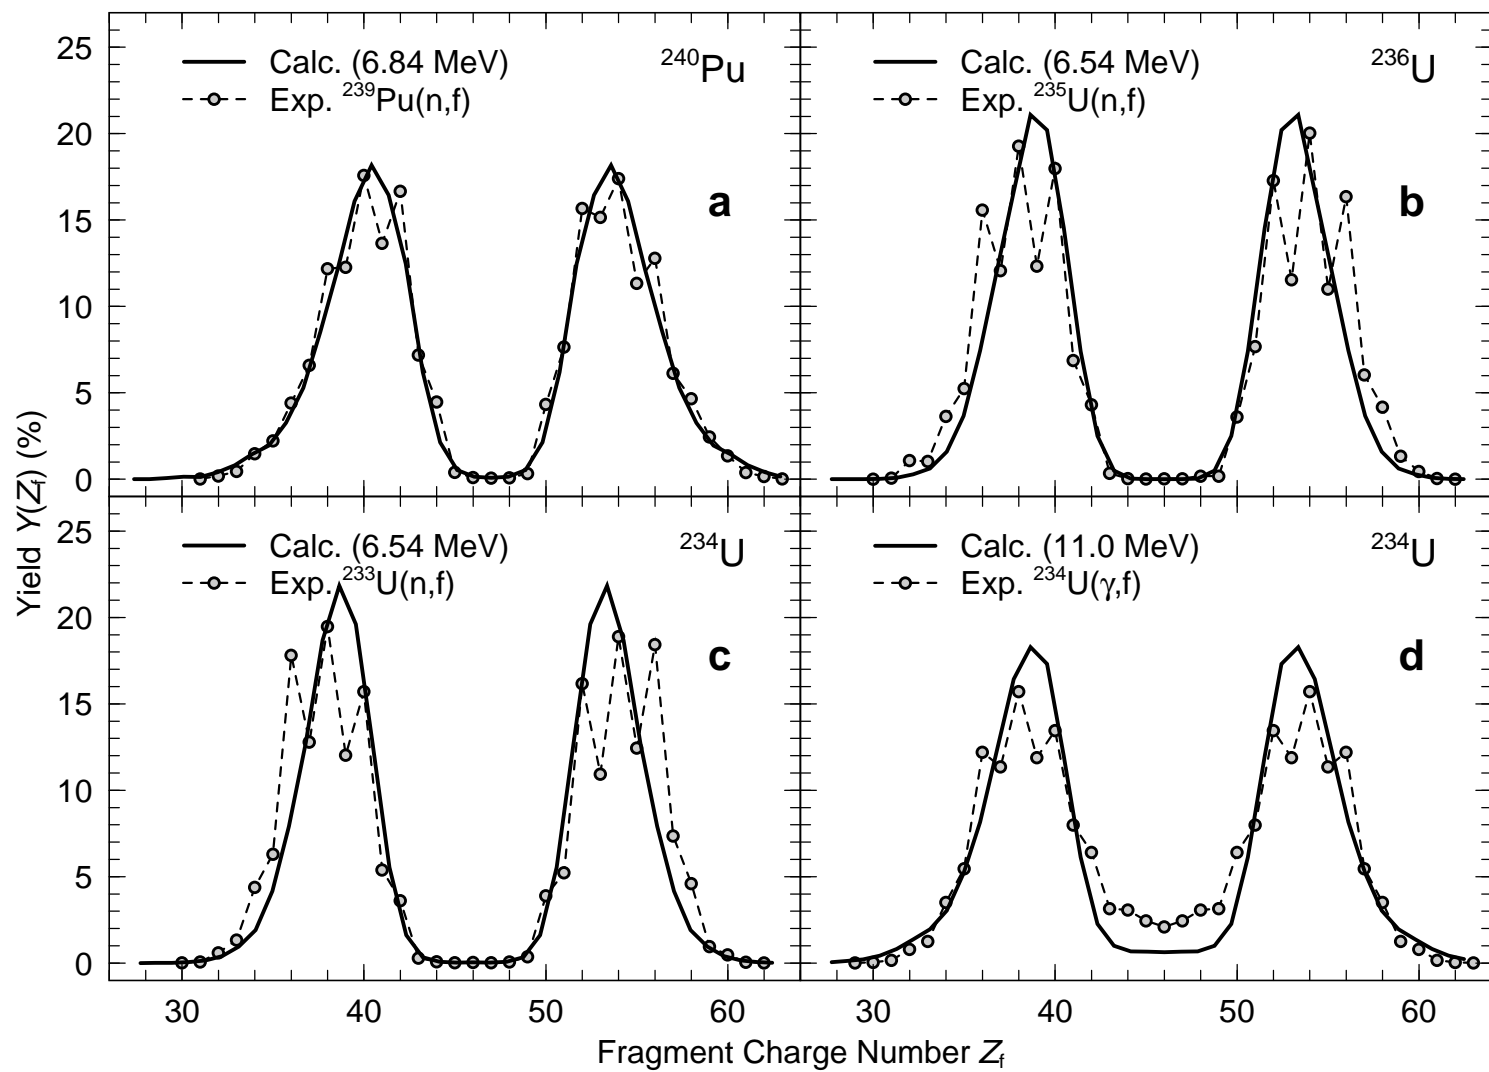 25
20
15
10
5
0
Calc. (6.84 MeV)
Exp. ²³⁹Pu(n,f)
²⁴⁰Pu
a
Calc. (6.54 MeV)
Exp. ²³⁵U(n,f)
²³⁶U
b
25
20
15
10
5
0
Calc. (6.54 MeV)
Exp. ²³³U(n,f)
²³⁴U
c
Calc. (11.0 MeV)
Exp. ²³⁴U(γ,f)
²³⁴U
d
30 40 50 60 30 40 50 60
Fragment Charge Number Z_f
Yield Y(Z_f) (%)